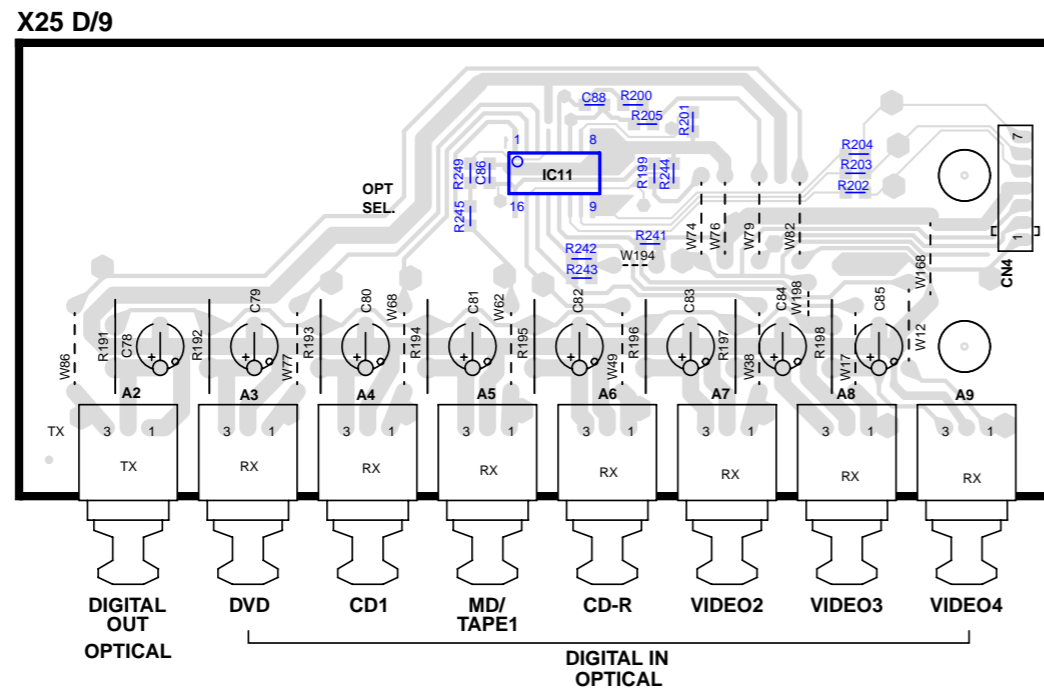 X25 D/9
C88 R200
R205
R201
1 8
R249 C86 IC11 R199 R244
OPT
SEL.
R245
16 9
R204
R203
R202
7
1
CN4
R241
R242
W194
R243
W74 W76 W79 W82
W168
W86 R191 C78 R192 C79 W77 R193 C80 W68 R194 C81 W62 R195 C82 W49 R196 C83 R197 W38 C84 W198 R198 W17 C85 W12
+ + + + + + + +
A2 A3 A4 A5 A6 A7 A8 A9
TX 3 1 3 1 3 1 3 1 3 1 3 1 3 1 3 1
TX RX RX RX RX RX RX RX
DIGITAL
OUT
OPTICAL
DVD
CD1
MD/
TAPE1
CD-R
VIDEO2
VIDEO3
VIDEO4
DIGITAL IN
OPTICAL